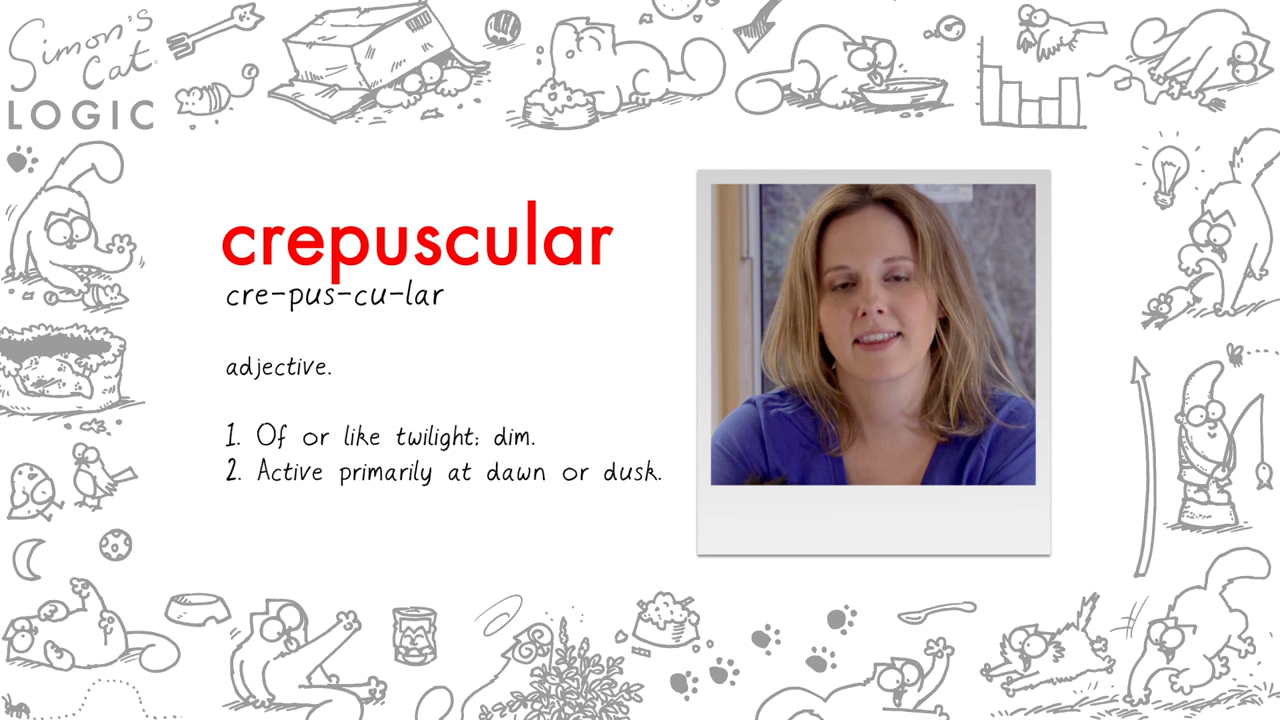 Simon's
Cat
LOGIC
crepuscular
cre-pus-cu-lar
adjective.
1. Of or like twilight; dim.
2. Active primarily at dawn or dusk.